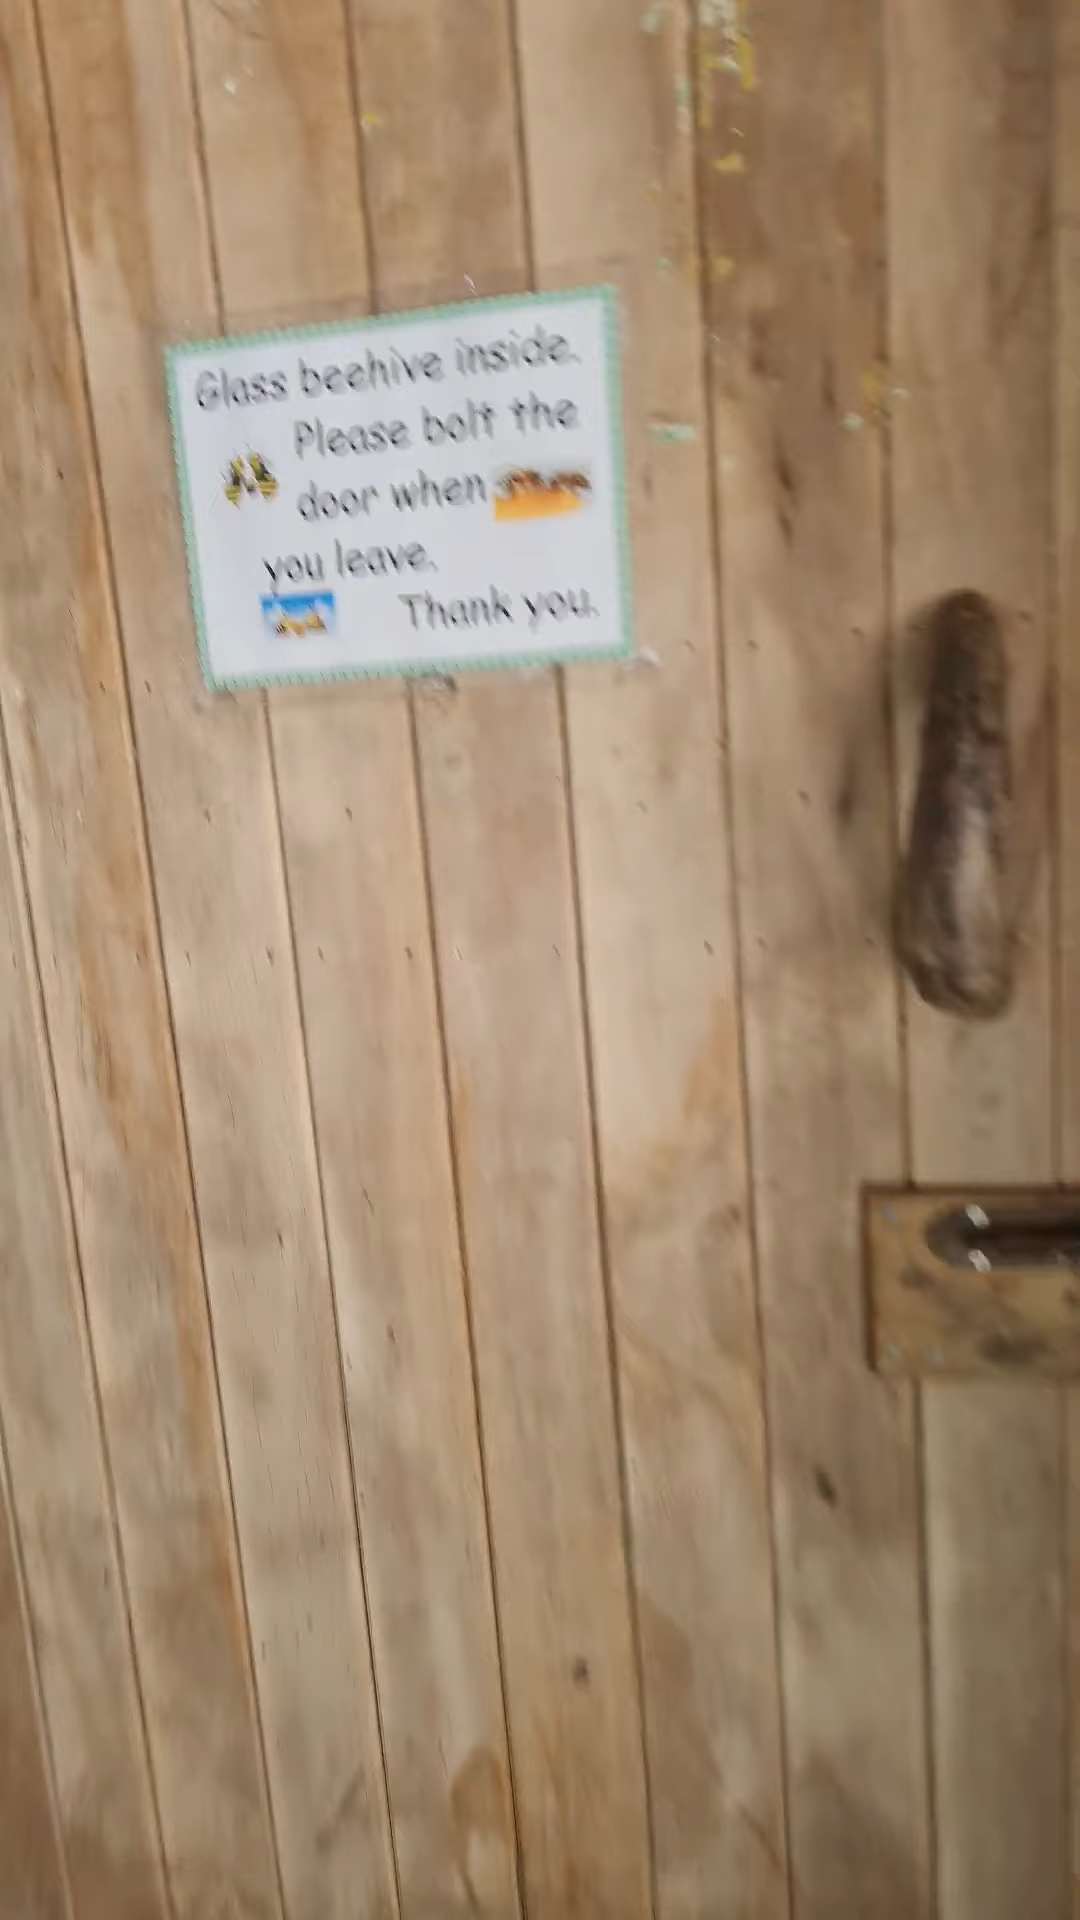 Glass beehive inside.
Please bolt the
door when
you leave.
Thank you.